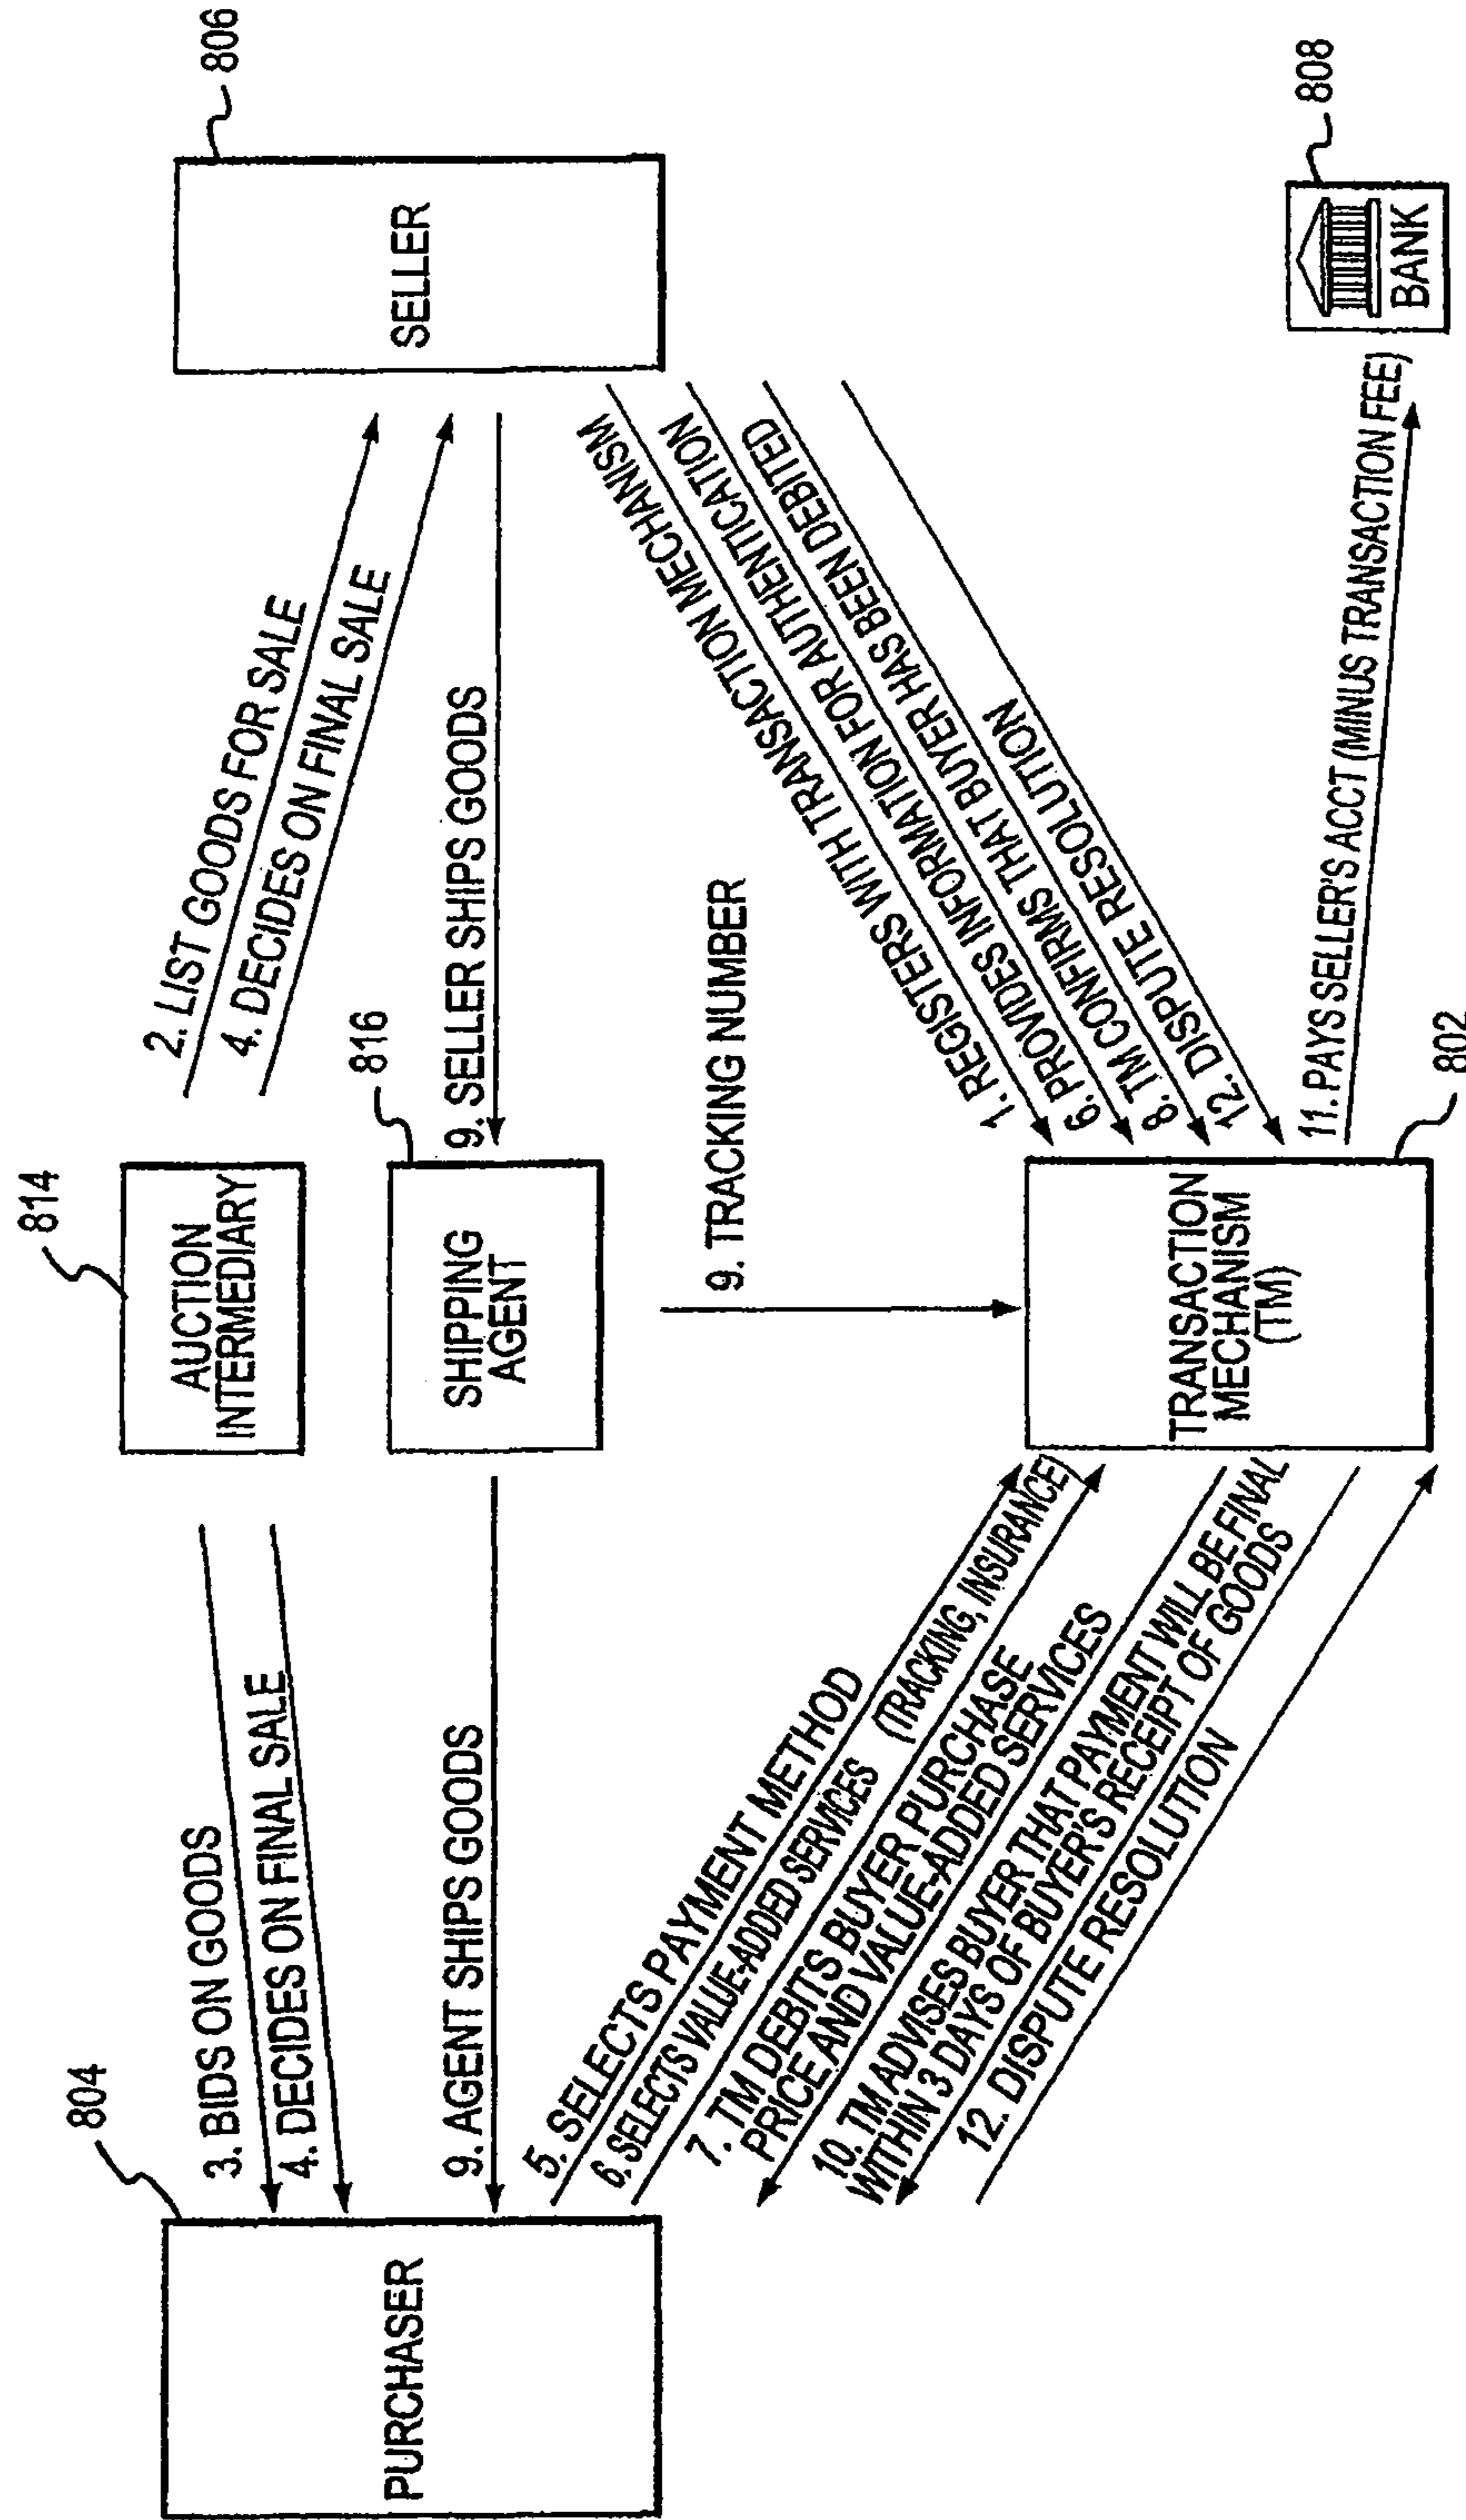 804
PURCHASER
3. BIDS ON GOODS
4. DECIDES ON FINAL SALE
9. AGENT SHIPS GOODS
5. SELECTS PAYMENT METHOD
6. SELECTS VALUE-ADDED SERVICES (TRACKING, INSURANCE)
7. TM DEBITS BUYER PURCHASE
PRICE AND VALUE-ADDED SERVICES
10. TM ADVISES BUYER THAT PAYMENT WILL BE FINAL
WITHIN 3 DAYS OF BUYER'S RECEIPT OF GOODS
12. DISPUTE RESOLUTION
814
AUCTION
INTERMEDIARY
816
SHIPPING
AGENT
9. TRACKING NUMBER
TRANSACTION
MECHANISM
(TM)
802
2. LIST GOODS FOR SALE
4. DECIDES ON FINAL SALE
9. SELLER SHIPS GOODS
1. REGISTERS WITH TRANSACTION MECHANISM
6. PROVIDES INFORMATION FOR AUTHENTICATION
8. TM CONFIRMS THAT BUYER HAS BEEN DEBITED
12. DISPUTE RESOLUTION
11. PAYS SELLER'S ACCT (MINUS TRANSACTION FEE)
806
SELLER
808
BANK